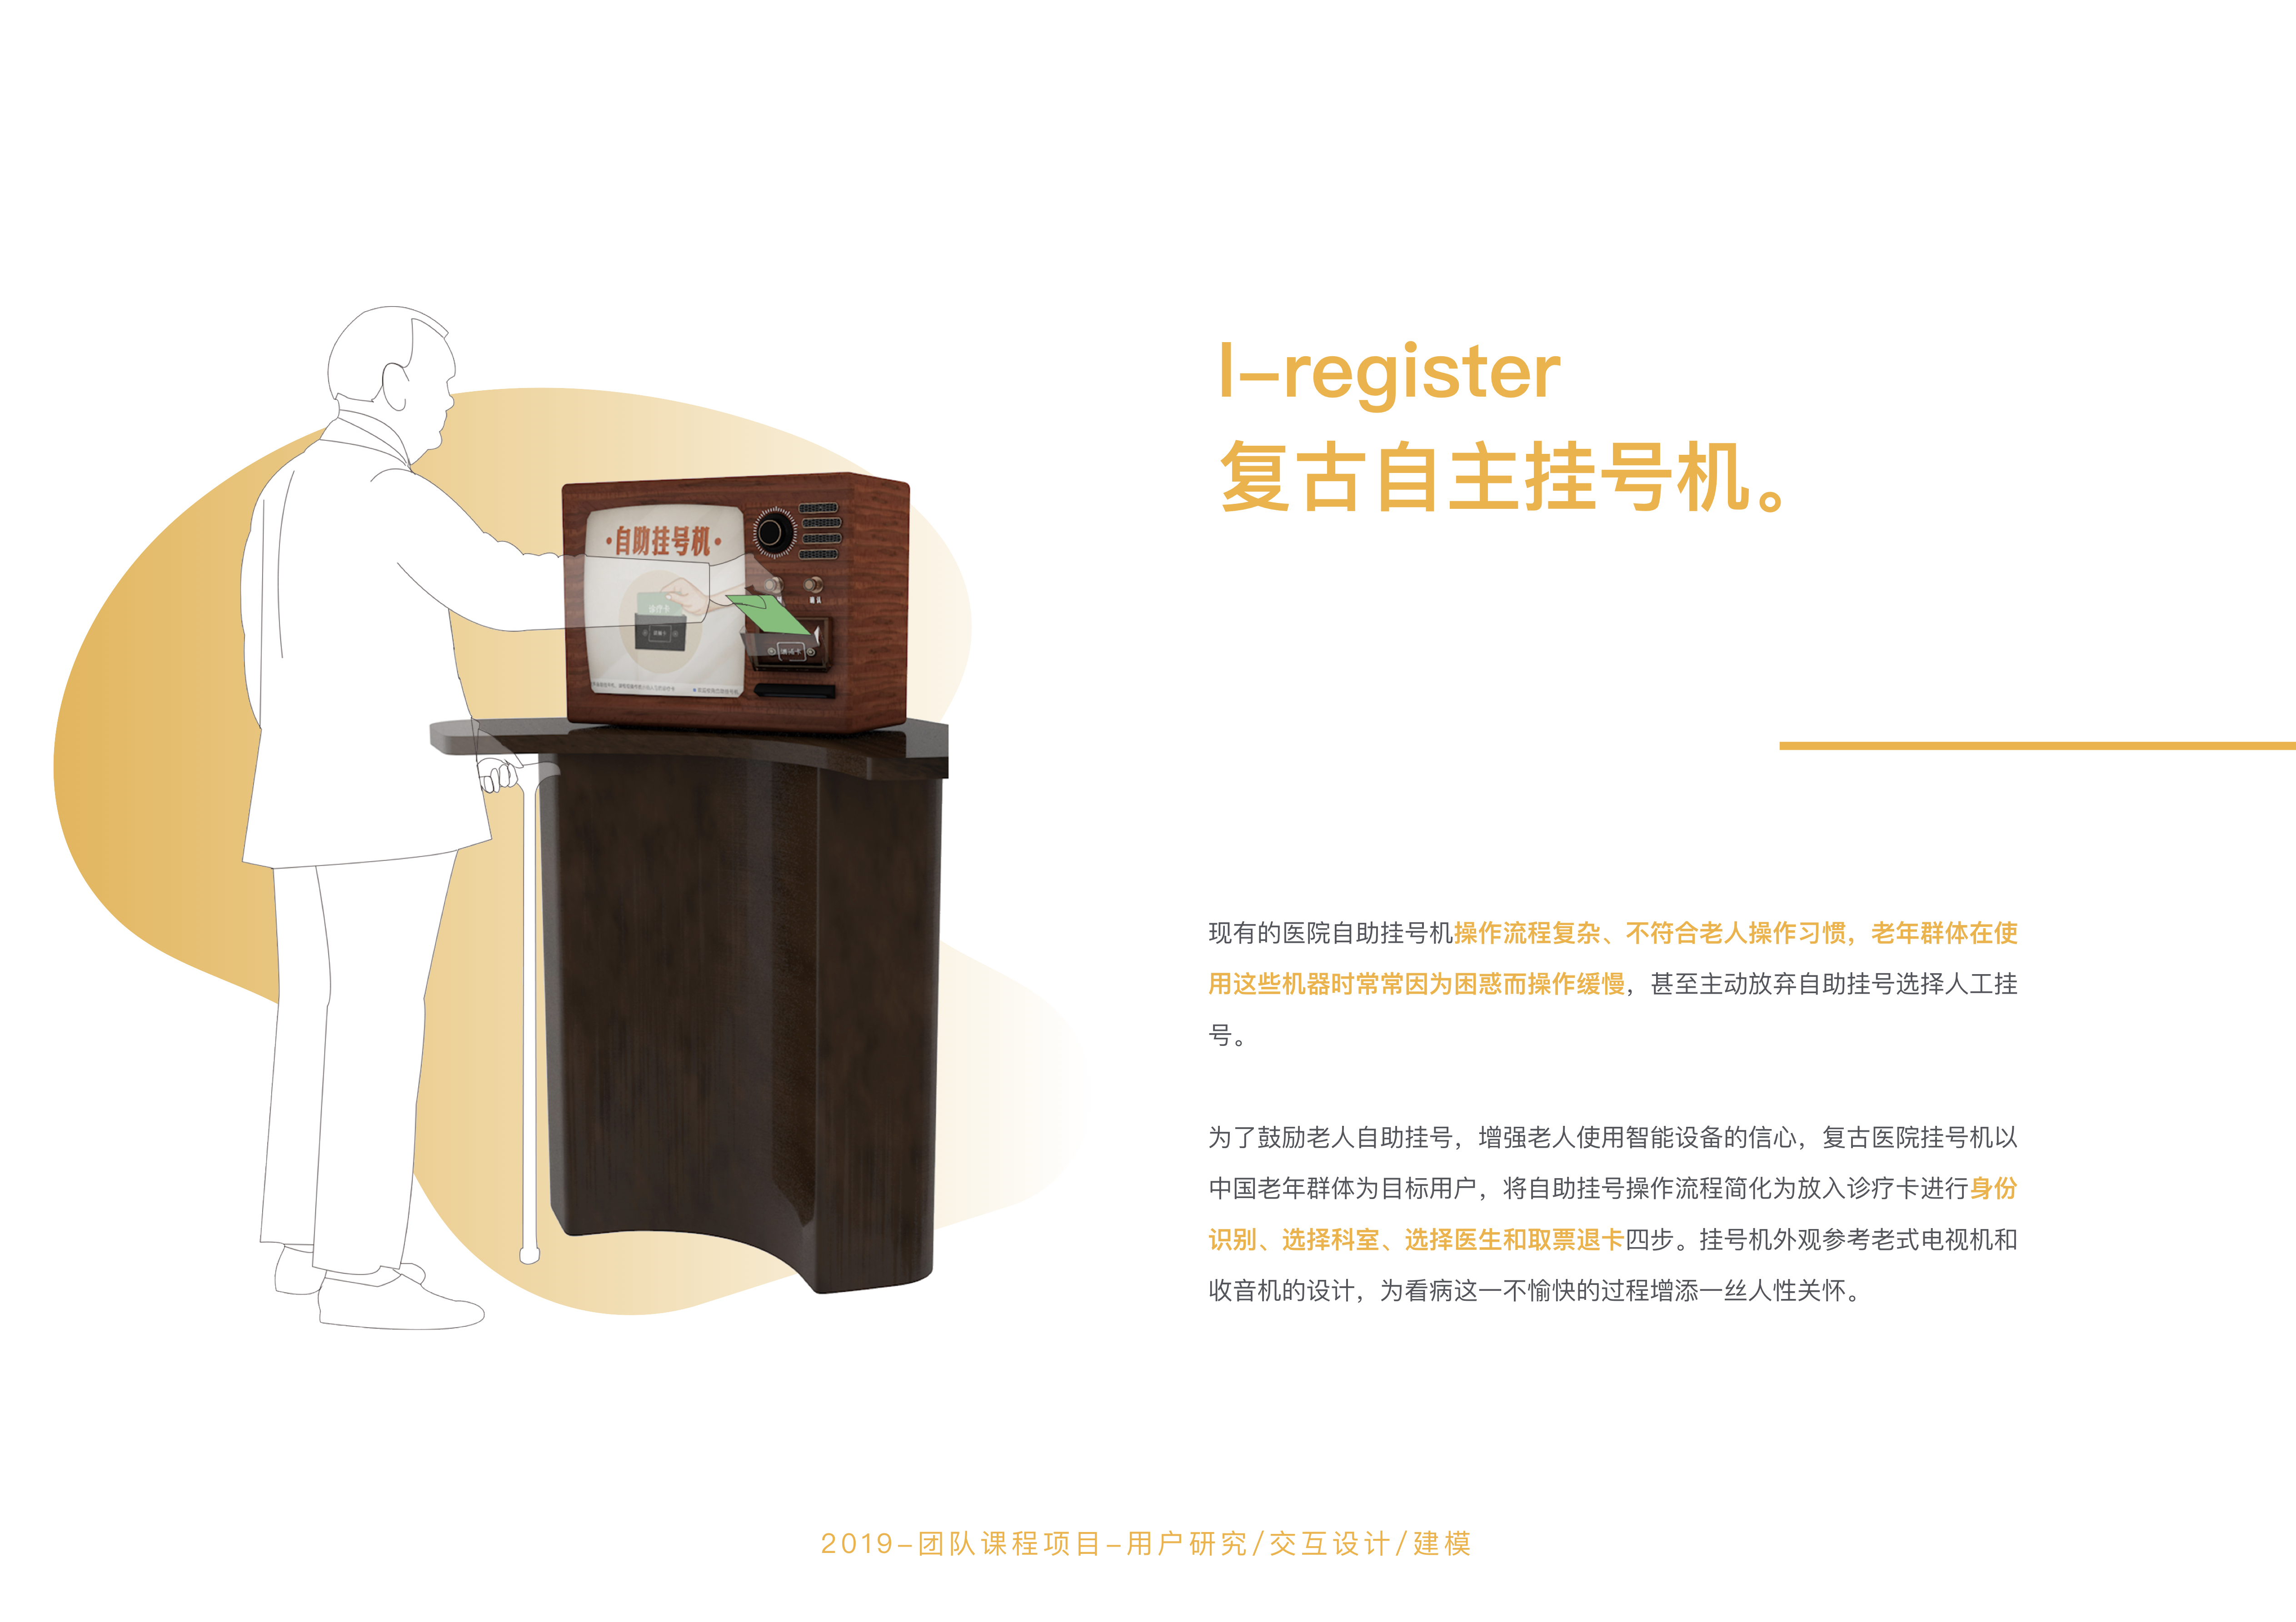 I-register
复古自主挂号机。
·自助挂号机·
诊疗卡
确认
现有的医院自助挂号机操作流程复杂、不符合老人操作习惯，老年群体在使
用这些机器时常常因为困惑而操作缓慢，甚至主动放弃自助挂号选择人工挂
号。
为了鼓励老人自助挂号，增强老人使用智能设备的信心，复古医院挂号机以
中国老年群体为目标用户，将自助挂号操作流程简化为放入诊疗卡进行身份
识别、选择科室、选择医生和取票退卡四步。挂号机外观参考老式电视机和
收音机的设计，为看病这一不愉快的过程增添一丝人性关怀。
2019-团队课程项目-用户研究/交互设计/建模